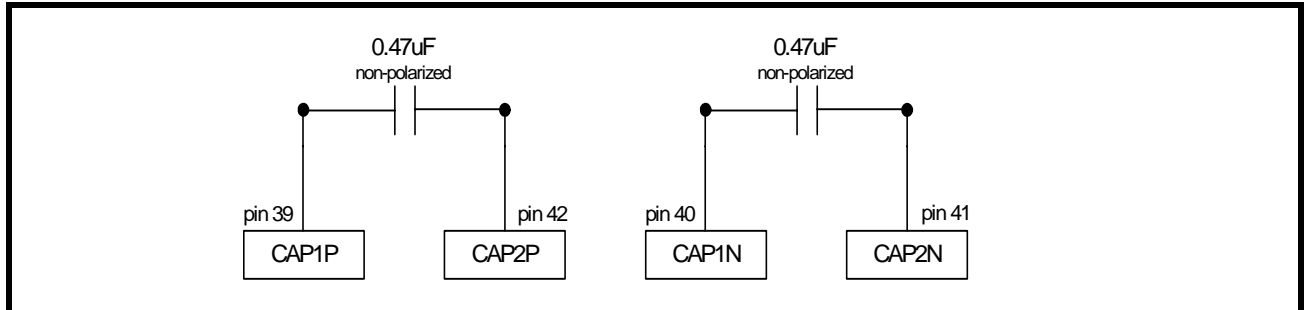 0.47uF
non-polarized
0.47uF
non-polarized
pin 39
pin 42
pin 40
pin 41
CAP1P
CAP2P
CAP1N
CAP2N